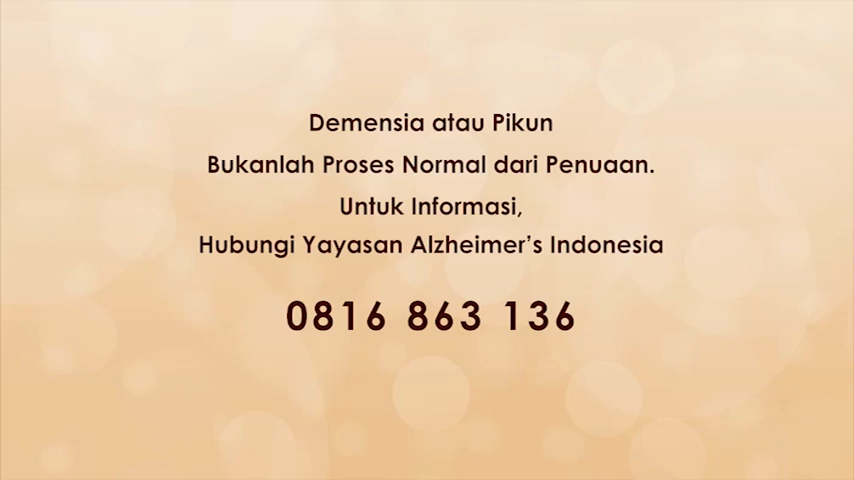 Demensia atau Pikun
Bukanlah Proses Normal dari Penuaan.
Untuk Informasi,
Hubungi Yayasan Alzheimer's Indonesia
0816 863 136